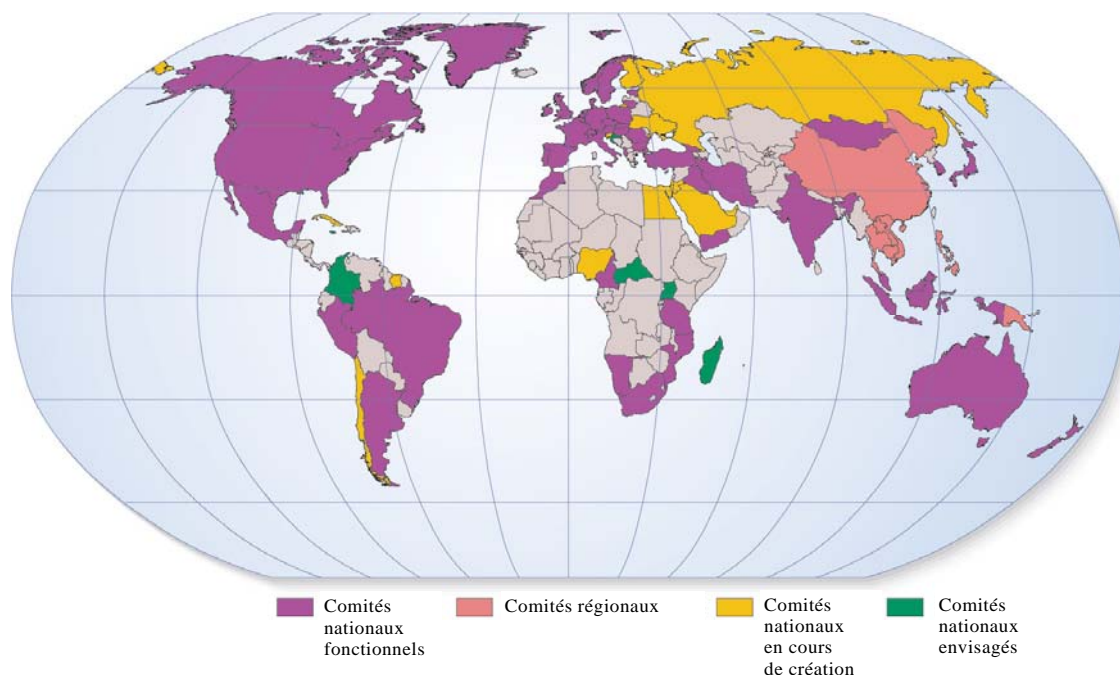 Comités
nationaux
fonctionnels
Comités régionaux
Comités
nationaux
en cours
de création
Comités
nationaux
envisagés